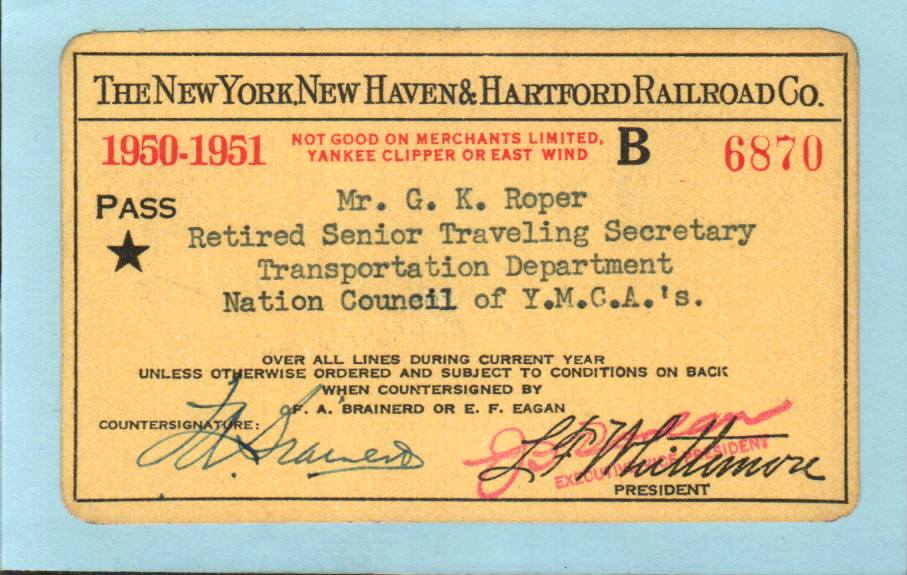 THE NEW YORK, NEW HAVEN & HARTFORD RAILROAD CO.
1950-1951 NOT GOOD ON MERCHANTS LIMITED, YANKEE CLIPPER OR EAST WIND B 6870
PASS
Mr. G. K. Roper
Retired Senior Traveling Secretary
Transportation Department
Nation Council of Y.M.C.A.'s.
OVER ALL LINES DURING CURRENT YEAR
UNLESS OTHERWISE ORDERED AND SUBJECT TO CONDITIONS ON BACK
WHEN COUNTERSIGNED BY
F. A. BRAINERD OR E. F. EAGAN
COUNTERSIGNATURE:
F. A. Brainerd
L F Whittemore
EXECUTIVE VICE PRESIDENT
PRESIDENT